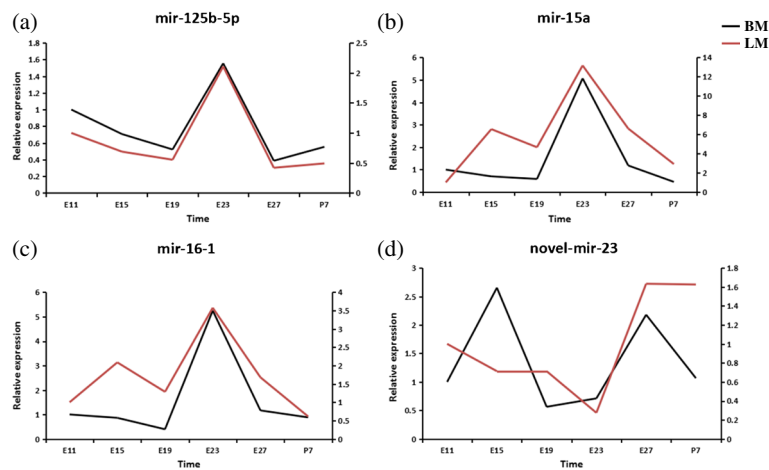 (a)
mir-125b-5p
Relative expression
1.8
1.6
1.4
1.2
1
0.8
0.6
0.4
0.2
0
2.5
2
1.5
1
0.5
0
E11 E15 E19 E23 E27 P7
Time
(b)
mir-15a
Relative expression
6
5
4
3
2
1
0
14
12
10
8
6
4
2
0
E11 E15 E19 E23 E27 P7
Time
BM
LM
(c)
mir-16-1
Relative expression
6
5
4
3
2
1
0
4
3.5
3
2.5
2
1.5
1
0.5
0
E11 E15 E19 E23 E27 P7
Time
(d)
novel-mir-23
Relative expression
3
2.5
2
1.5
1
0.5
0
1.8
1.6
1.4
1.2
1
0.8
0.6
0.4
0.2
0
E11 E15 E19 E23 E27 P7
Time